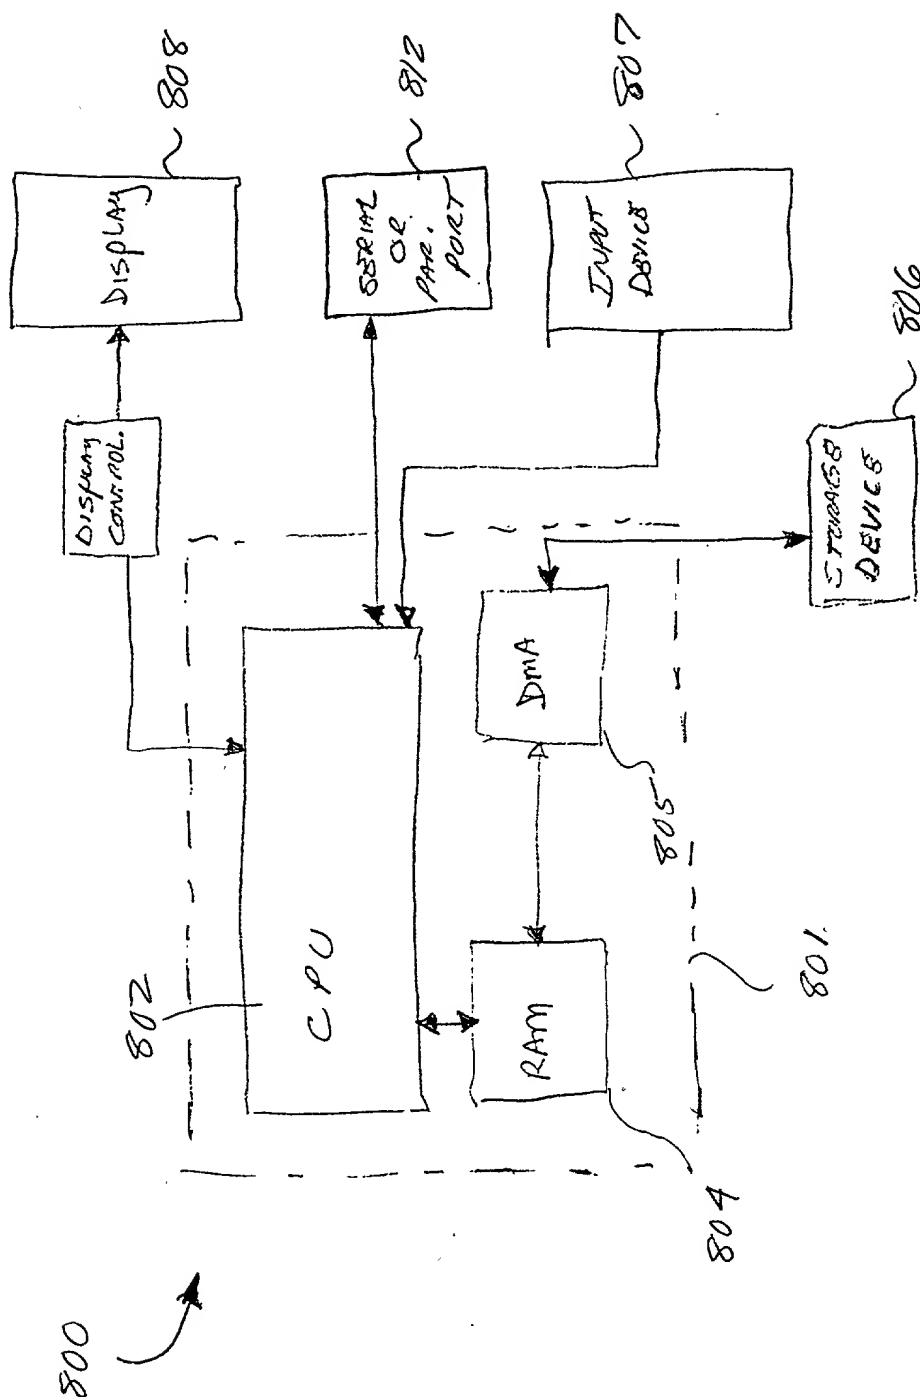 800
802
CPU
DISPLAY
CONTROL.
Display
808
SERIAL
OR
PAR.
PORT
812
INPUT
DEVICE
807
RAM
804
DMA
805
801.
STORAGE
DEVICE
806